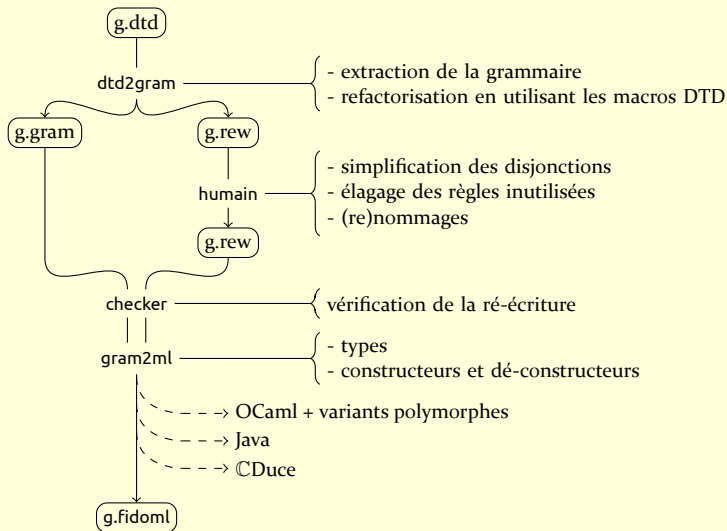 g.dtd
dtd2gram
- extraction de la grammaire
- refactorisation en utilisant les macros DTD
g.gram
g.rew
humain
- simplification des disjonctions
- élagage des règles inutilisées
- (re)nommages
g.rew
checker
vérification de la ré-écriture
gram2ml
- types
- constructeurs et dé-constructeurs
OCaml + variants polymorphes
Java
ℂDuce
g.fidoml